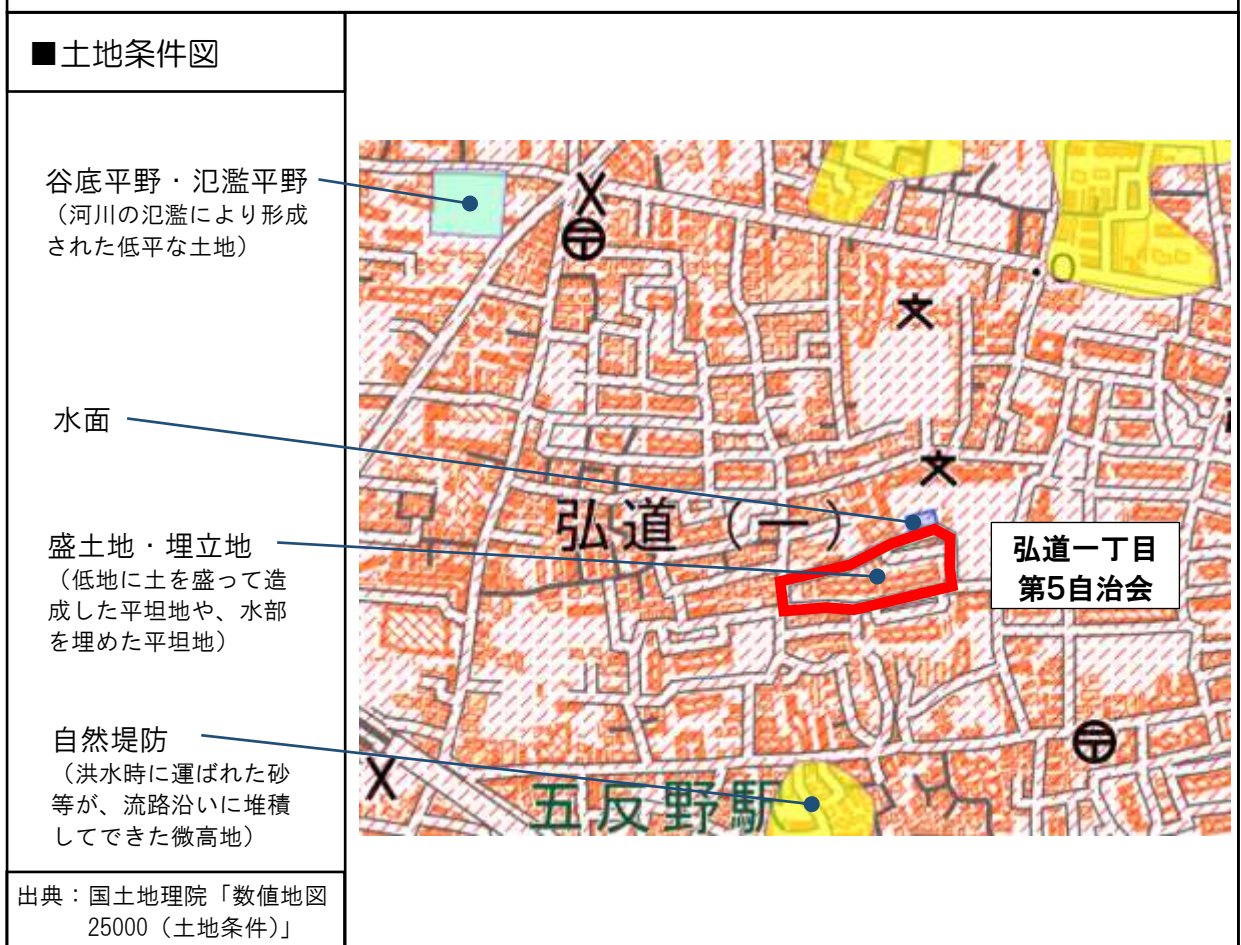 ■土地条件図
谷底平野・氾濫平野
（河川の氾濫により形成
された低平な土地）
水面
盛土地・埋立地
（低地に土を盛って造
成した平坦地や、水部
を埋めた平坦地）
自然堤防
（洪水時に運ばれた砂
等が、流路沿いに堆積
してできた微高地）
出典：国土地理院「数値地図
25000（土地条件）」
弘道（一）
弘道一丁目
第5自治会
五反野駅